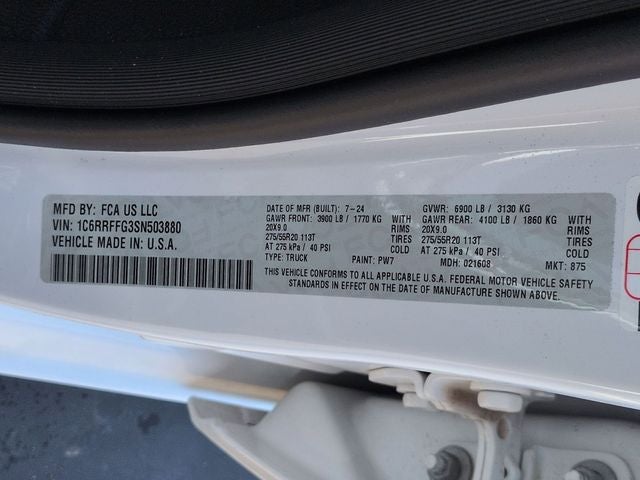 MFD BY: FCA US LLC
VIN: 1C6RRFFG3SN503880
VEHICLE MADE IN U.S.A.
DATE OF MFR (BUILT): 7-24
GAWR FRONT: 3900 LB / 1770 KG WITH
20X9.0 RIMS
275/55R20 113T TIRES
AT 275 kPa / 40 PSI COLD
TYPE: TRUCK PAINT: PW7
GVWR: 6900 LB / 3130 KG
GAWR REAR: 4100 LB / 1860 KG WITH
20X9.0 RIMS
275/55R20 113T TIRES
AT 275 kPa / 40 PSI COLD
MDH: 021608 MKT: 875
THIS VEHICLE CONFORMS TO ALL APPLICABLE U.S.A. FEDERAL MOTOR VEHICLE SAFETY
STANDARDS IN EFFECT ON THE DATE OF MANUFACTURE SHOWN ABOVE.